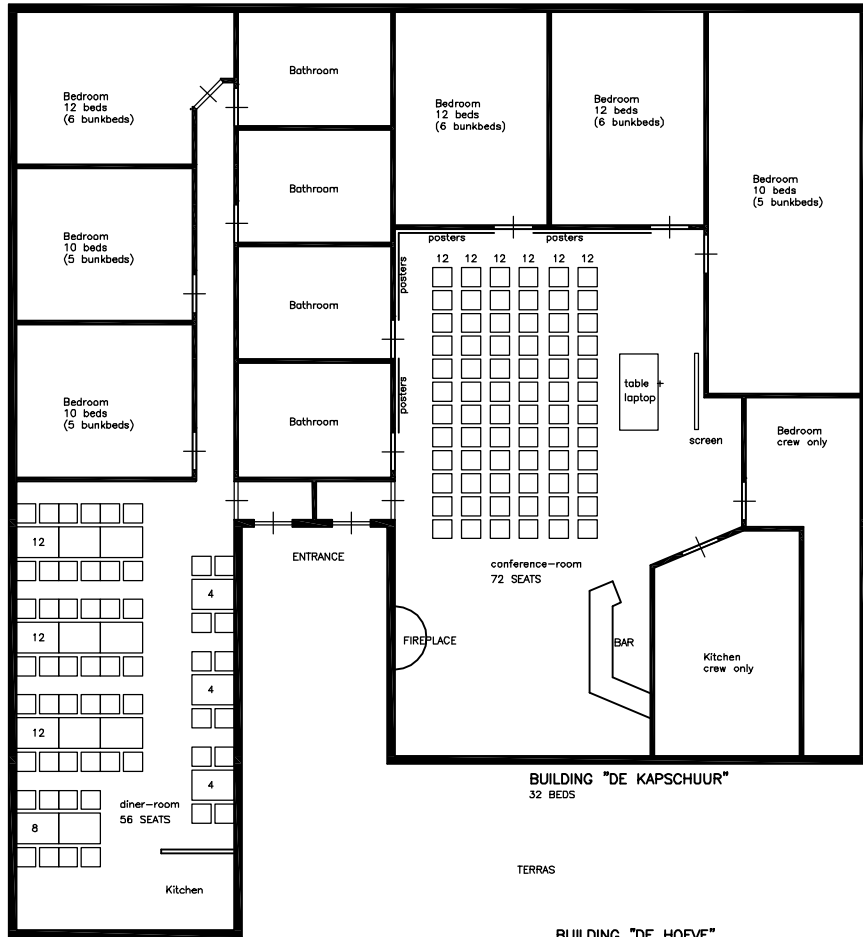 Bedroom
12 beds
(6 bunkbeds)
Bathroom
Bedroom
12 beds
(6 bunkbeds)
Bedroom
12 beds
(6 bunkbeds)
Bedroom
10 beds
(5 bunkbeds)
Bathroom
Bedroom
10 beds
(5 bunkbeds)
posters
posters
12 12 12 12 12 12
posters
Bathroom
posters
table
laptop
Bedroom
10 beds
(5 bunkbeds)
Bathroom
screen
Bedroom
crew only
12
ENTRANCE
conference-room
72 SEATS
4
12
FIREPLACE
BAR
Kitchen
crew only
4
12
4
BUILDING "DE KAPSCHUUR"
32 BEDS
diner-room
56 SEATS
8
TERRAS
Kitchen
BUILDING "DE HOEVE"